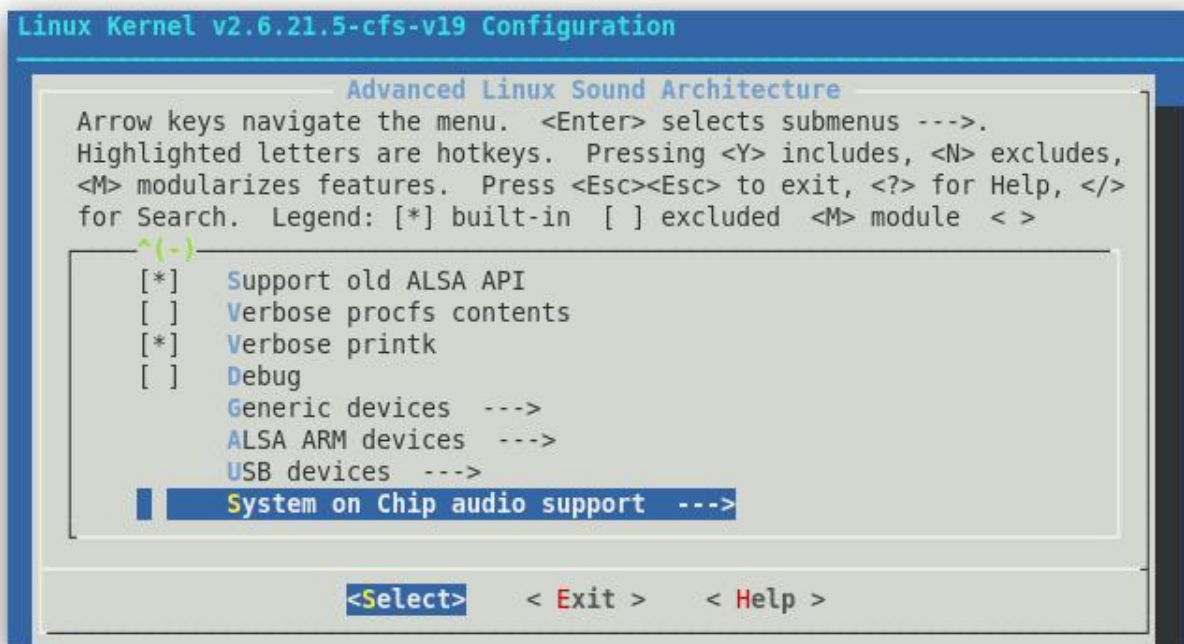 Linux Kernel v2.6.21.5-cfs-v19 Configuration
Advanced Linux Sound Architecture
Arrow keys navigate the menu.  <Enter> selects submenus --->.
Highlighted letters are hotkeys.  Pressing <Y> includes, <N> excludes,
<M> modularizes features.  Press <Esc><Esc> to exit, <?> for Help, </>
for Search.  Legend: [*] built-in  [ ] excluded  <M> module  < >
^(-)
[*]   Support old ALSA API
[ ]   Verbose procfs contents
[*]   Verbose printk
[ ]   Debug
Generic devices  --->
ALSA ARM devices  --->
USB devices  --->
System on Chip audio support  --->
<Select>    < Exit >    < Help >